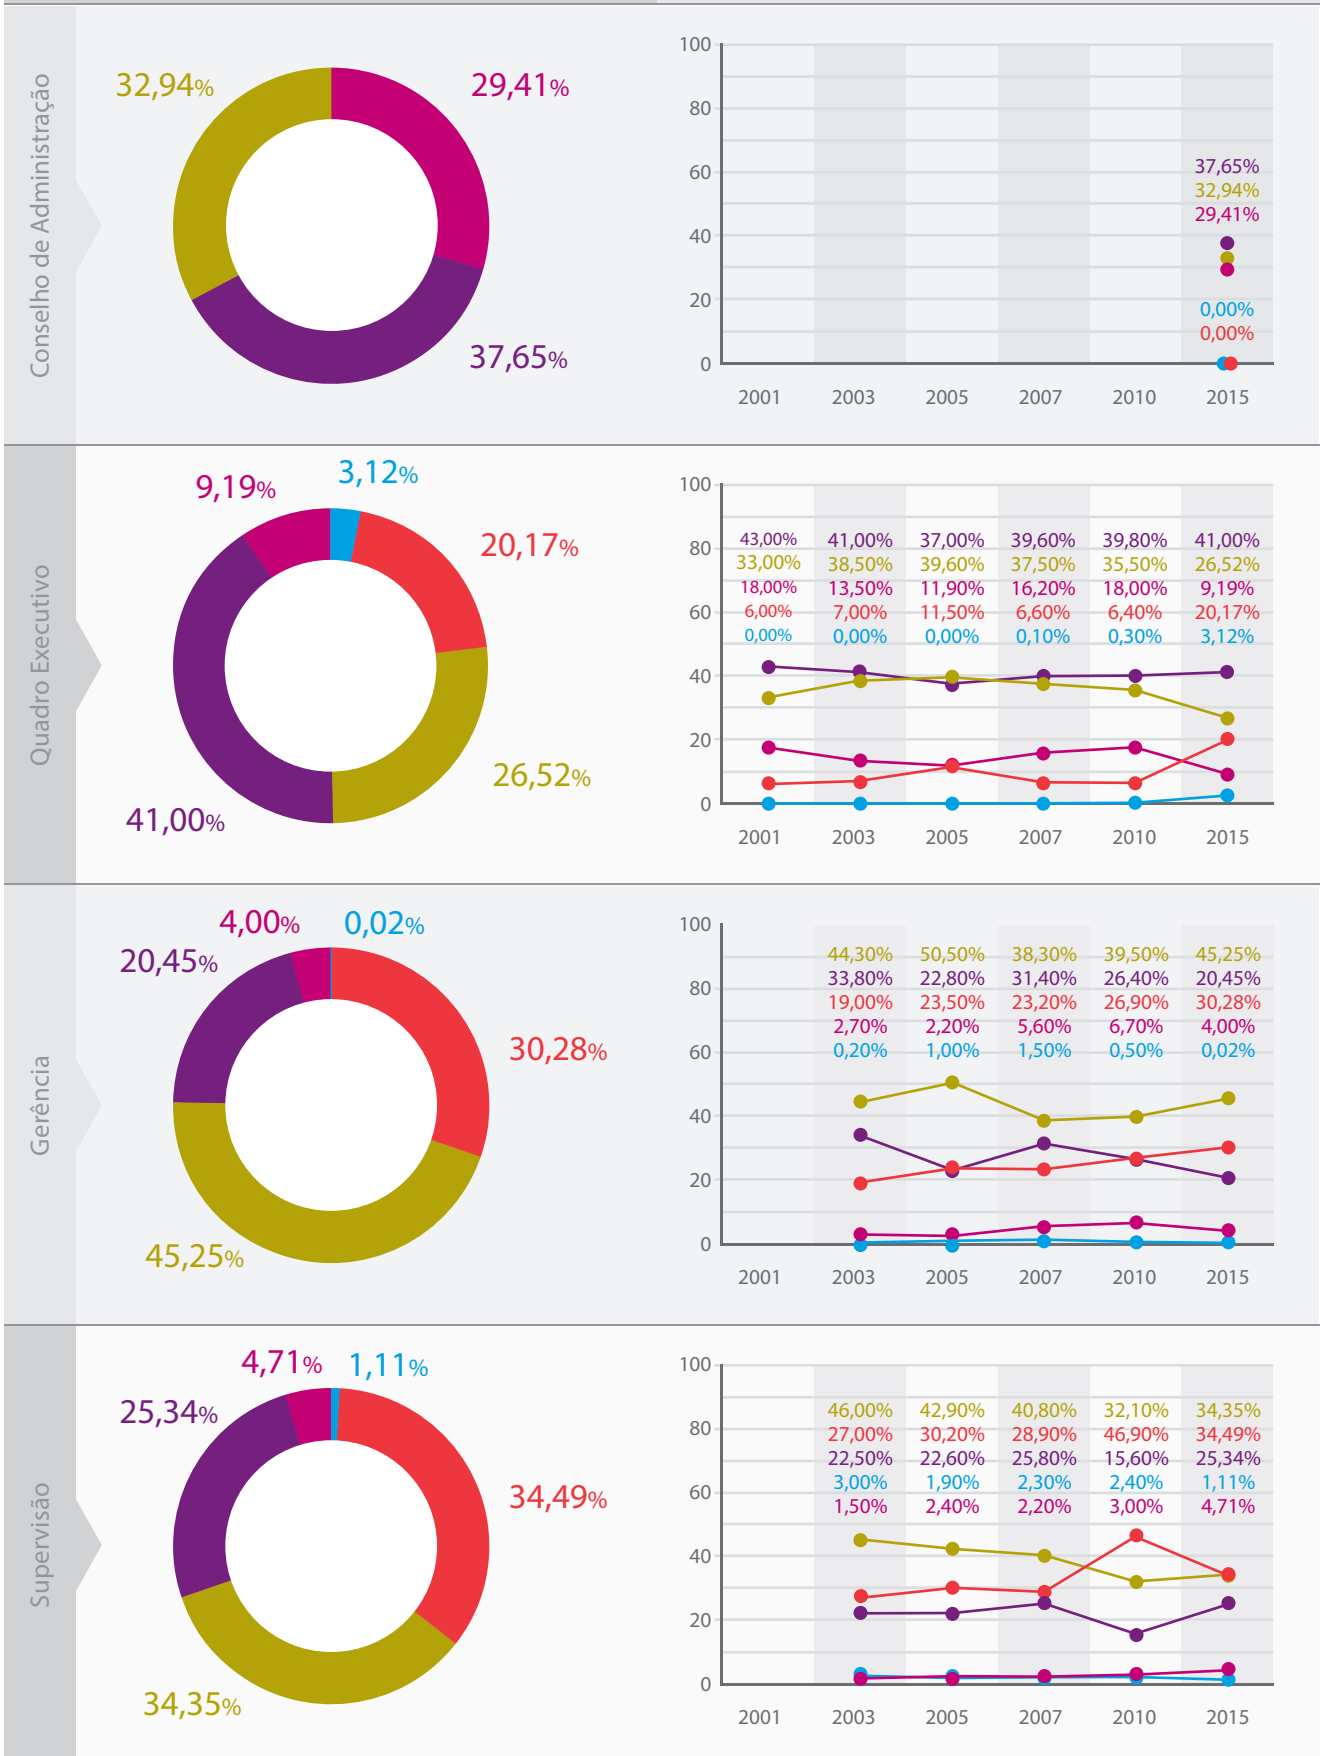 Conselho de Administração
32,94%
29,41%
37,65%
100
80
60
40
20
0
37,65%
32,94%
29,41%
0,00%
0,00%
2001 2003 2005 2007 2010 2015
Quadro Executivo
9,19%
3,12%
20,17%
26,52%
41,00%
100
80
60
40
20
0
43,00% 41,00% 37,00% 39,60% 39,80% 41,00%
33,00% 38,50% 39,60% 37,50% 35,50% 26,52%
18,00% 13,50% 11,90% 16,20% 18,00% 9,19%
6,00% 7,00% 11,50% 6,60% 6,40% 20,17%
0,00% 0,00% 0,00% 0,10% 0,30% 3,12%
2001 2003 2005 2007 2010 2015
Gerência
4,00%
0,02%
20,45%
30,28%
45,25%
100
80
60
40
20
0
44,30% 50,50% 38,30% 39,50% 45,25%
33,80% 22,80% 31,40% 26,40% 20,45%
19,00% 23,50% 23,20% 26,90% 30,28%
2,70% 2,20% 5,60% 6,70% 4,00%
0,20% 1,00% 1,50% 0,50% 0,02%
2001 2003 2005 2007 2010 2015
Supervisão
4,71%
1,11%
25,34%
34,49%
34,35%
100
80
60
40
20
0
46,00% 42,90% 40,80% 32,10% 34,35%
27,00% 30,20% 28,90% 46,90% 34,49%
22,50% 22,60% 25,80% 15,60% 25,34%
3,00% 1,90% 2,30% 2,40% 1,11%
1,50% 2,40% 2,20% 3,00% 4,71%
2001 2003 2005 2007 2010 2015